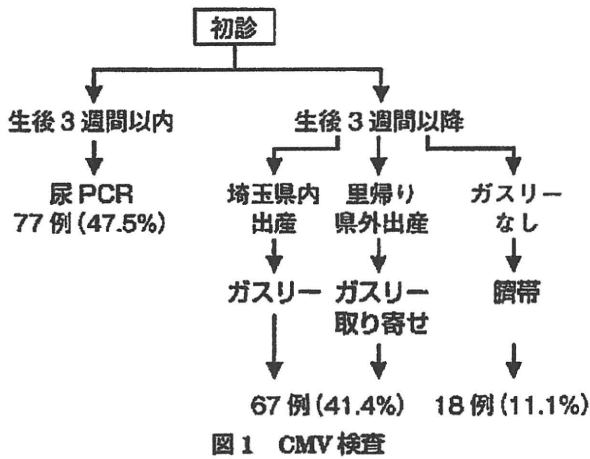 初診
生後3週間以内
生後3週間以降
尿PCR
77例(47.5%)
埼玉県内
出産
里帰り
県外出産
ガスリー
なし
ガスリー
ガスリー
取り寄せ
臍帯
67例(41.4%)
18例(11.1%)
図1 CMV検査